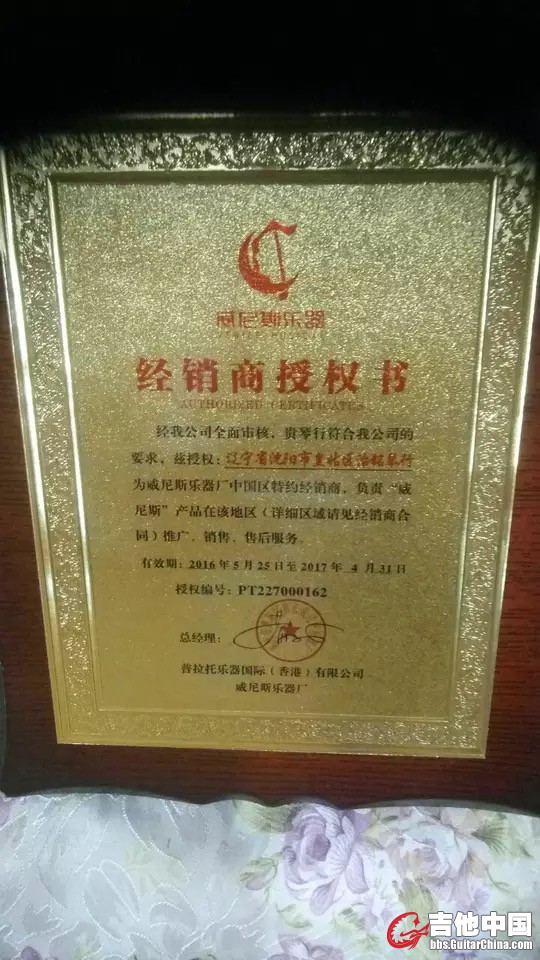 威尼斯乐器
经销商授权书
AUTHORIZED CERTIFICATES
经我公司全面审核，贵琴行符合我公司的
要求，兹授权：辽宁省沈阳市皇姑区治铭琴行
为威尼斯乐器厂中国区特约经销商，负责“威
尼斯”产品在该地区（详细区域请见经销商合
同）推广、销售、售后服务。
有效期：2016年5月25日至2017年 4月31日
授权编号：PT227000162
总经理：
普拉托乐器国际（香港）有限公司
威尼斯乐器厂
吉他中国
bbs.GuitarChina.com